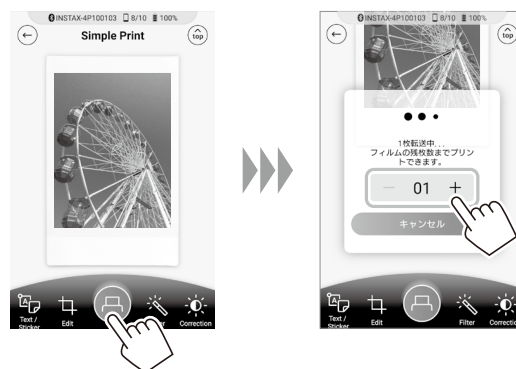 INSTAX-4P100103 8/10 100%
Simple Print
top
Text /
Sticker
Edit
er
Correction
INSTAX-4P100103 8/10 100%
top
1枚転送中...
フィルムの残枚数までプリン
トできます。
01
キャンセル
Text /
Sticker
Edit
Filter
Correction